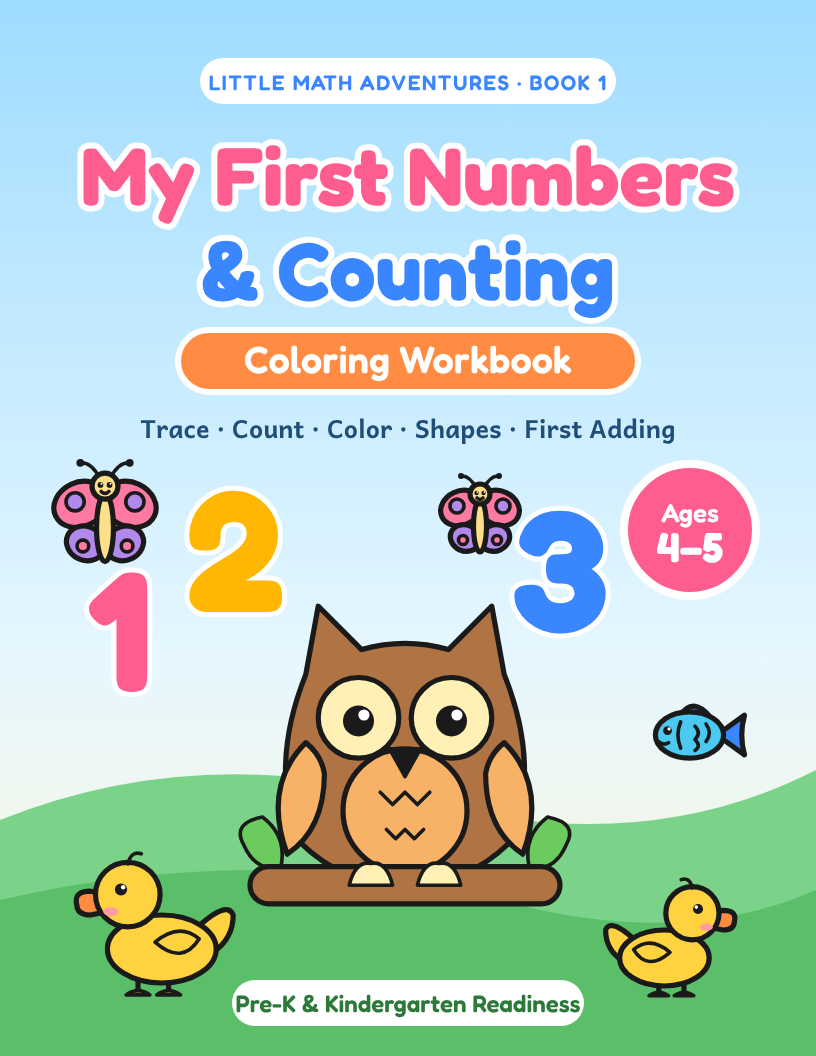 LITTLE MATH ADVENTURES · BOOK 1
My First Numbers
& Counting
Coloring Workbook
Trace · Count · Color · Shapes · First Adding
1 2 3
Ages
4–5
Pre-K & Kindergarten Readiness